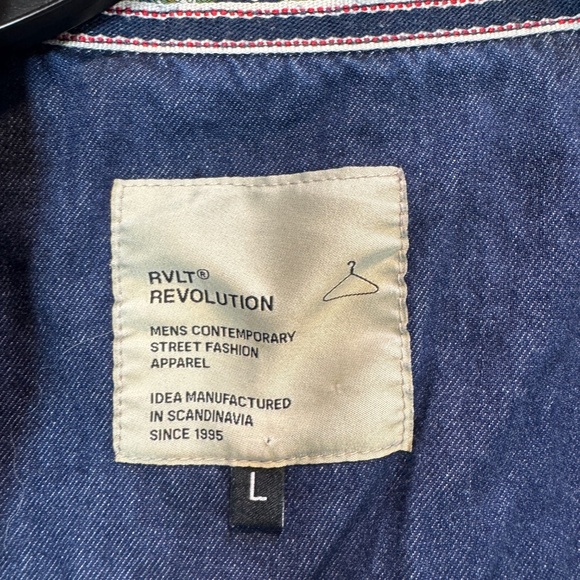 RVLT®
REVOLUTION
MENS CONTEMPORARY
STREET FASHION
APPAREL
IDEA MANUFACTURED
IN SCANDINAVIA
SINCE 1995
L